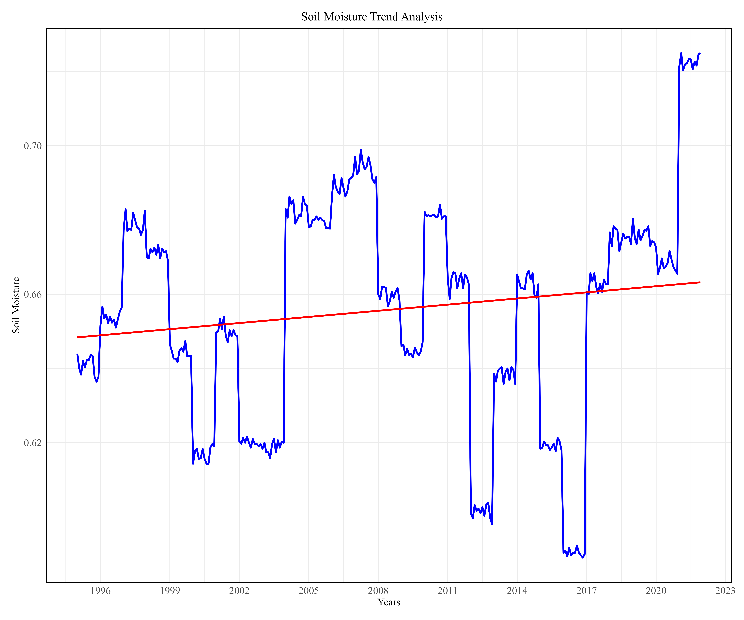 Soil Moisture Trend Analysis
0.70
0.66
0.62
Soil Moisture
1996 1999 2002 2005 2008 2011 2014 2017 2020 2023
Years